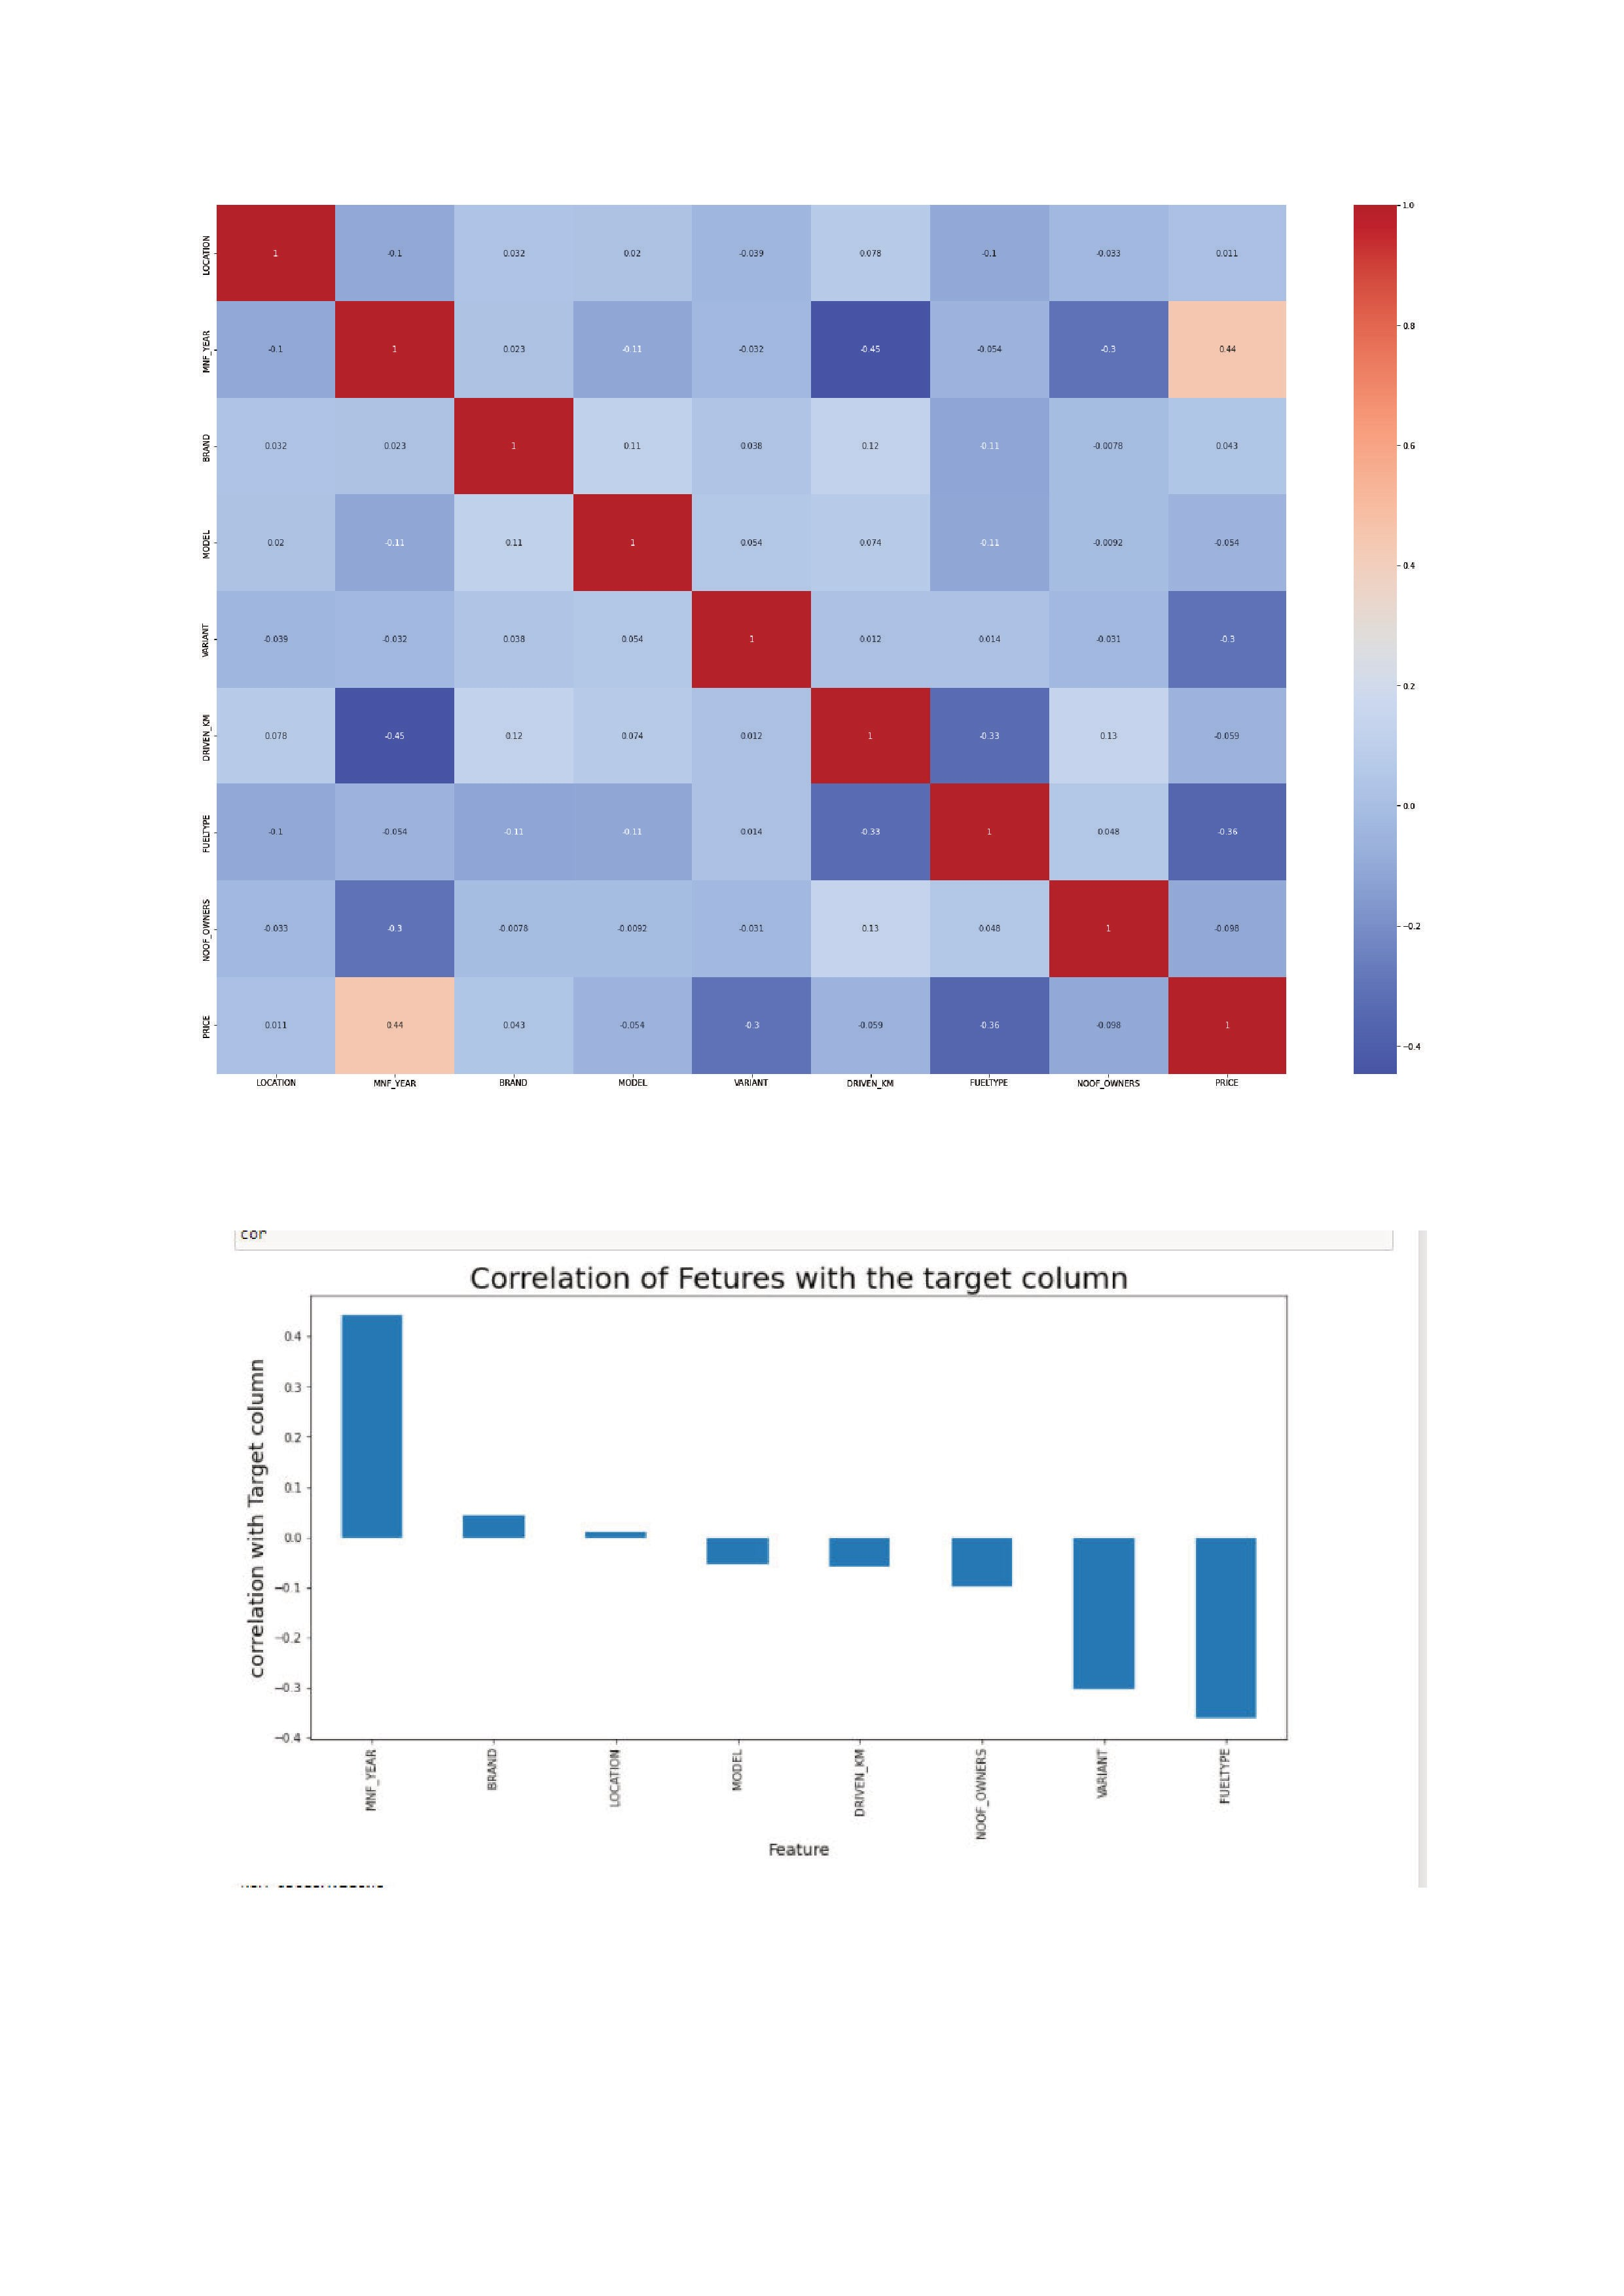 LOCATION 1 -0.1 0.032 0.02 -0.039 0.078 -0.1 -0.033 0.011
MNF_YEAR -0.1 1 0.023 -0.11 -0.032 -0.45 -0.054 -0.3 0.44
BRAND 0.032 0.023 1 0.11 0.038 0.12 -0.11 -0.0078 0.043
MODEL 0.02 -0.11 0.11 1 0.054 0.074 -0.11 -0.0092 -0.054
VARIANT -0.039 -0.032 0.038 0.054 1 0.012 0.014 -0.031 -0.3
DRIVEN_KM 0.078 -0.45 0.12 0.074 0.012 1 -0.33 0.13 -0.059
FUELTYPE -0.1 -0.054 -0.11 -0.11 0.014 -0.33 1 0.048 -0.36
NOOF_OWNERS -0.033 -0.3 -0.0078 -0.0092 -0.031 0.13 0.048 1 -0.098
PRICE 0.011 0.44 0.043 -0.054 -0.3 -0.059 -0.36 -0.098 1
LOCATION MNF_YEAR BRAND MODEL VARIANT DRIVEN_KM FUELTYPE NOOF_OWNERS PRICE
1.0
0.8
0.6
0.4
0.2
0.0
-0.2
-0.4
cor
Correlation of Fetures with the target column
correlation with Target column
0.4
0.3
0.2
0.1
0.0
-0.1
-0.2
-0.3
-0.4
MNF_YEAR BRAND LOCATION MODEL DRIVEN_KM NOOF_OWNERS VARIANT FUELTYPE
Feature